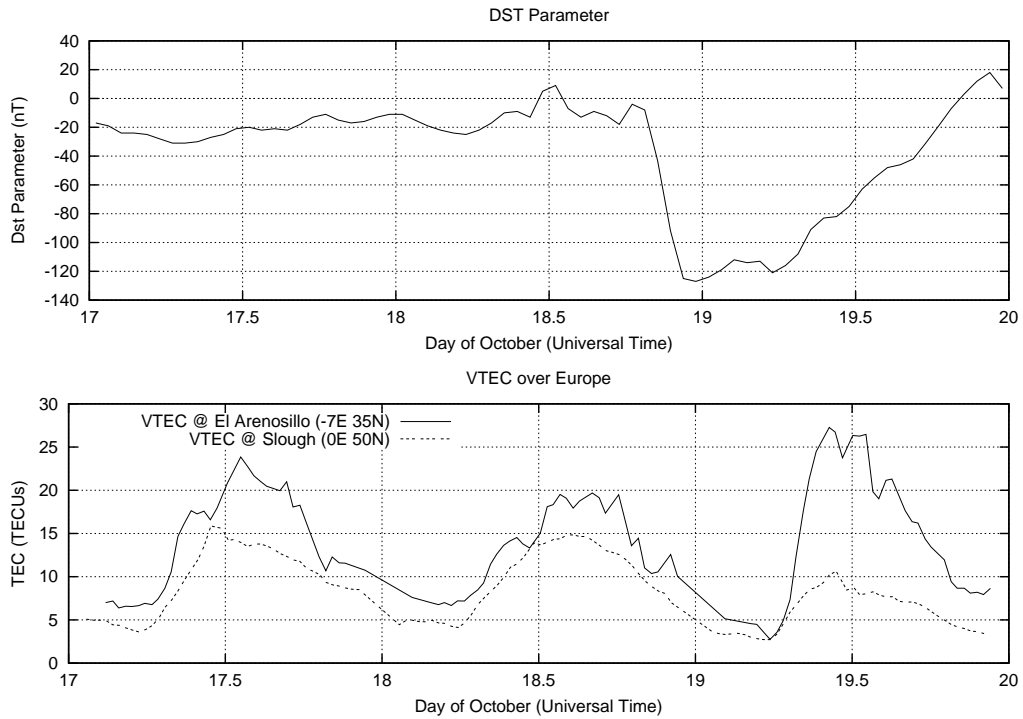 DST Parameter
40
20
0
-20
-40
-60
-80
-100
-120
-140
Dst Parameter (nT)
17 17.5 18 18.5 19 19.5 20
Day of October (Universal Time)
VTEC over Europe
30
25
20
15
10
5
0
TEC (TECUs)
VTEC @ El Arenosillo (-7E 35N)
VTEC @ Slough (0E 50N)
17 17.5 18 18.5 19 19.5 20
Day of October (Universal Time)